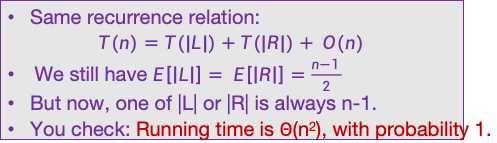 • Same recurrence relation:
T(n) = T(|L|) + T(|R|) + O(n)
• We still have E[|L|] = E[|R|] = n−1/2
• But now, one of |L| or |R| is always n-1.
• You check: Running time is Θ(n²), with probability 1.